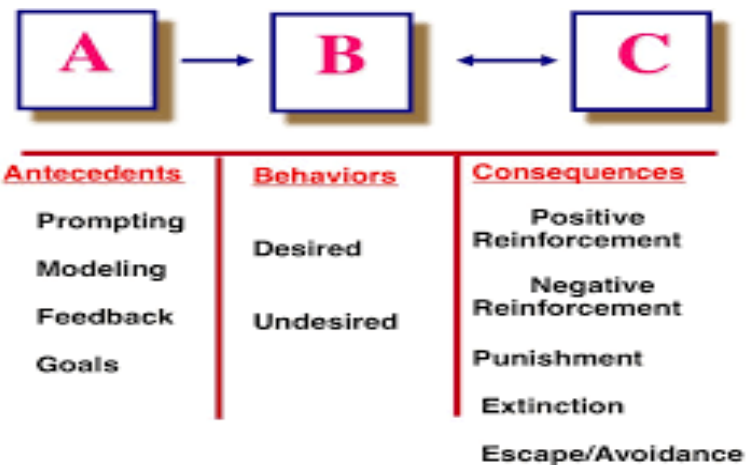 A
B
C
Antecedents
Prompting
Modeling
Feedback
Goals
Behaviors
Desired
Undesired
Consequences
Positive
Reinforcement
Negative
Reinforcement
Punishment
Extinction
Escape/Avoidance